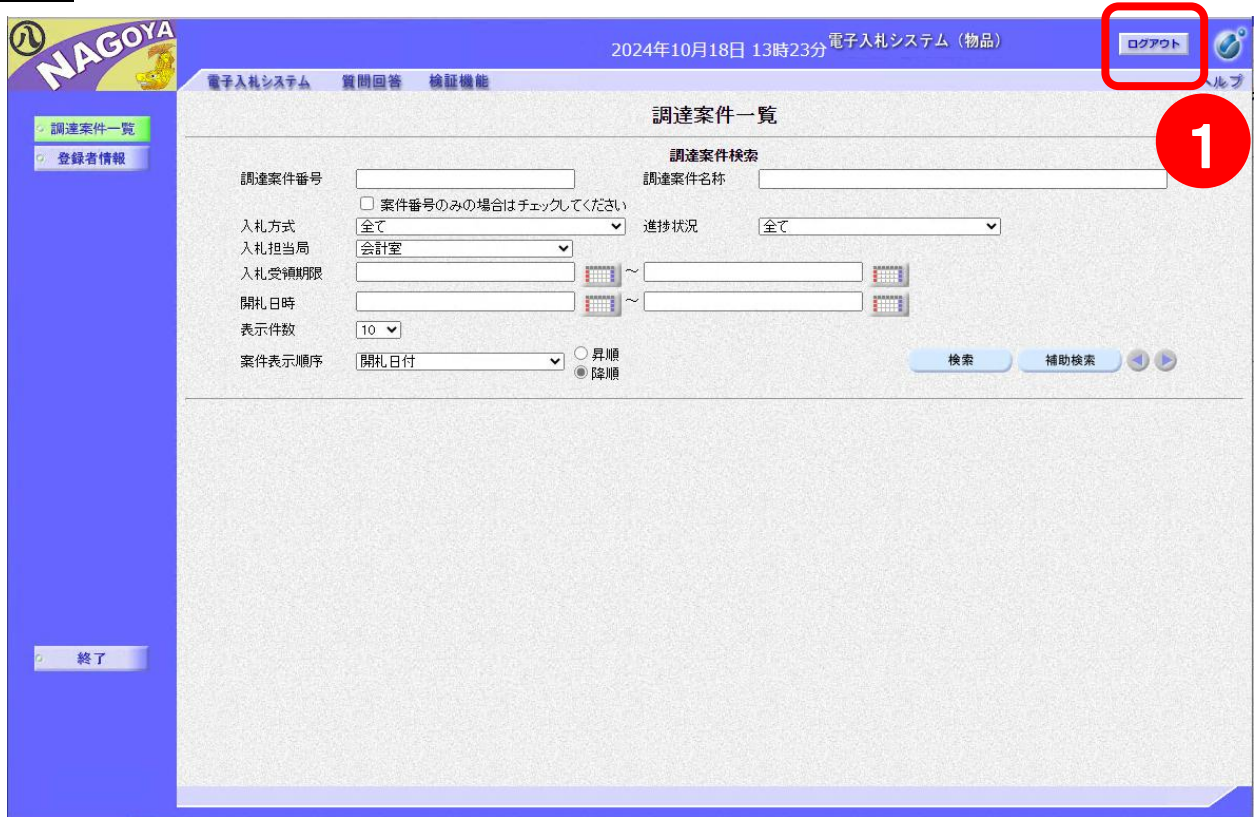 八
NAGOYA
2024年10月18日 13時23分
電子入札システム（物品）
ログアウト
電子入札システム 質問回答 検証機能
ヘルプ
1
調達案件一覧
登録者情報
終了
調達案件一覧
調達案件検索
調達案件番号
調達案件名称
案件番号のみの場合はチェックしてください
入札方式 全て
進捗状況 全て
入札担当局 会計室
入札受領期限 ～
開札日時 ～
表示件数 10
案件表示順序 開札日付
昇順
降順
検索 補助検索